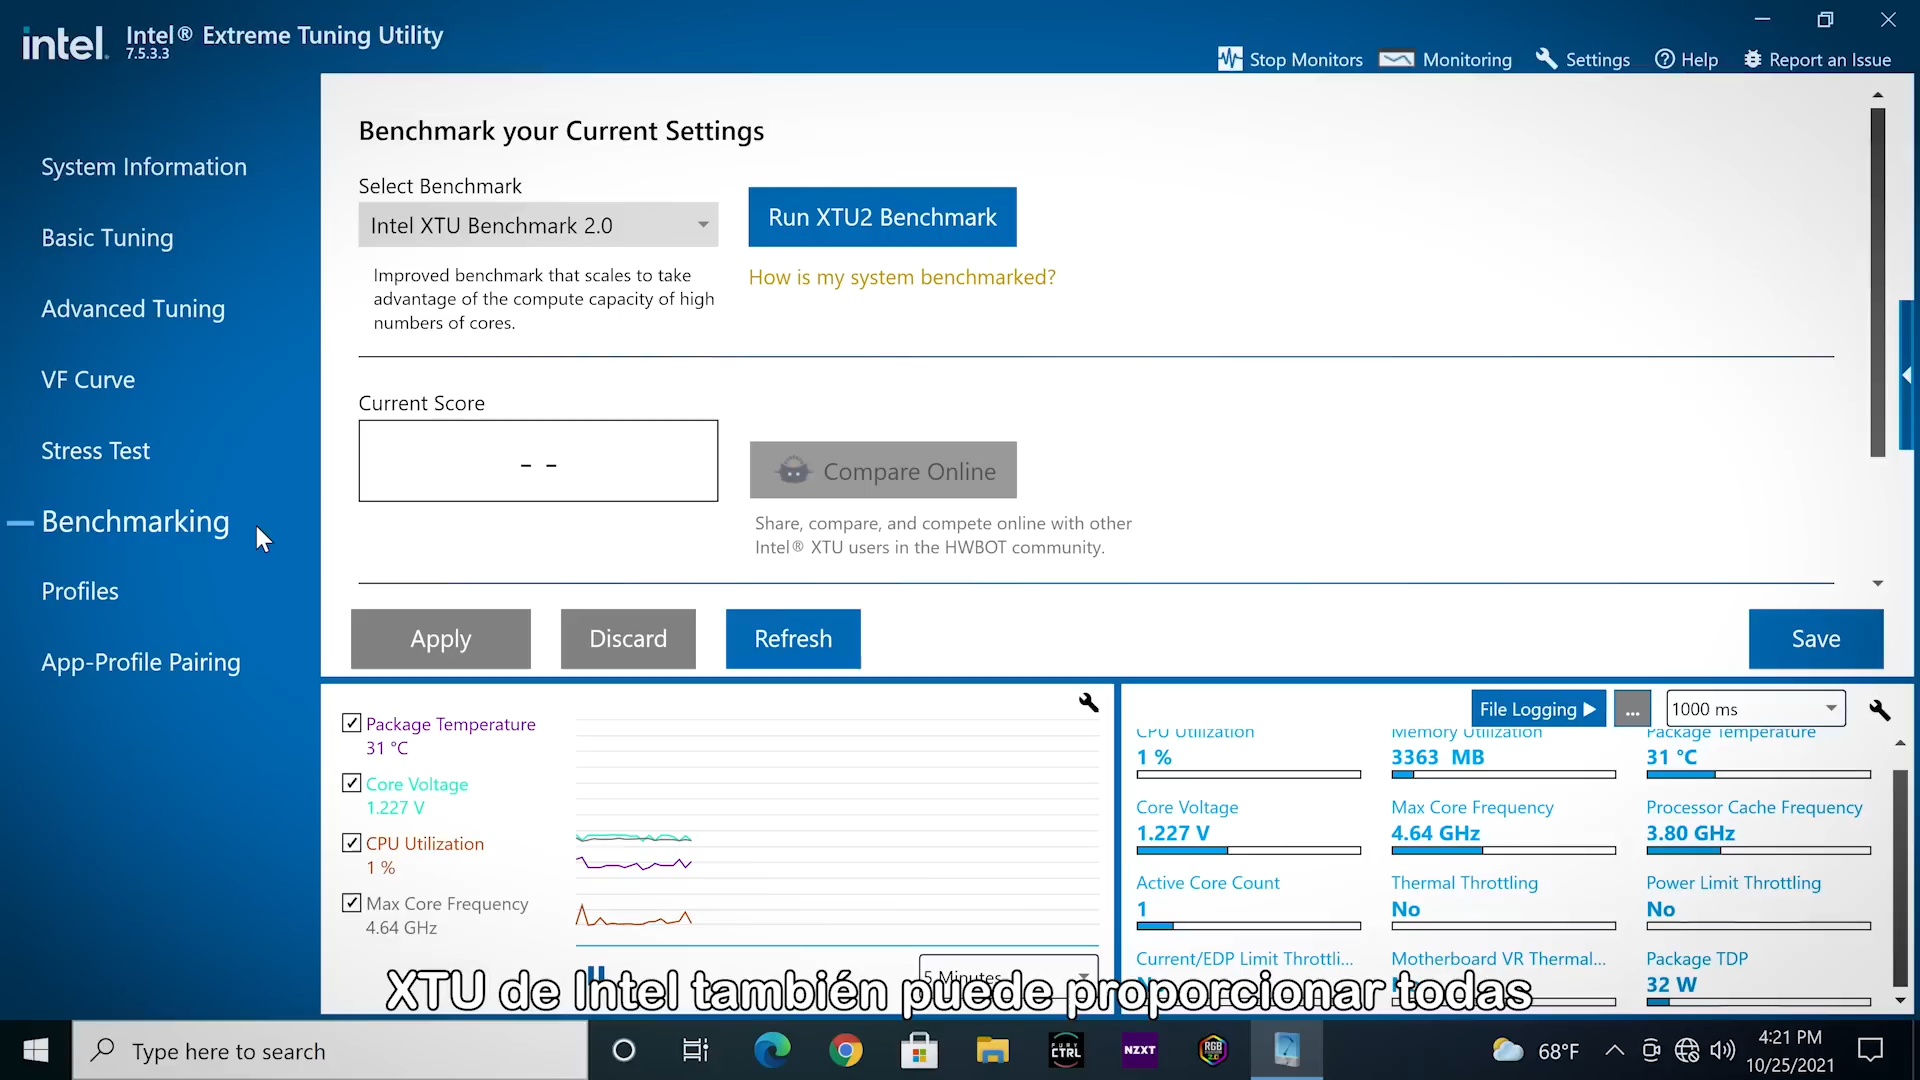 intel.
Intel® Extreme Tuning Utility
7.5.3.3
Stop Monitors
Monitoring
Settings
Help
Report an Issue
System Information
Basic Tuning
Advanced Tuning
VF Curve
Stress Test
Benchmarking
Profiles
App-Profile Pairing
Benchmark your Current Settings
Select Benchmark
Intel XTU Benchmark 2.0
Run XTU2 Benchmark
Improved benchmark that scales to take
advantage of the compute capacity of high
numbers of cores.
How is my system benchmarked?
Current Score
- -
Compare Online
Share, compare, and compete online with other
Intel® XTU users in the HWBOT community.
Apply
Discard
Refresh
Save
Package Temperature
31 °C
Core Voltage
1.227 V
CPU Utilization
1 %
Max Core Frequency
4.64 GHz
5 Minutes
File Logging
...
1000 ms
CPU Utilization
1 %
Memory Utilization
3363 MB
Package Temperature
31 °C
Core Voltage
1.227 V
Max Core Frequency
4.64 GHz
Processor Cache Frequency
3.80 GHz
Active Core Count
1
Thermal Throttling
No
Power Limit Throttling
No
Current/EDP Limit Throttli...
Motherboard VR Thermal...
Package TDP
32 W
XTU de Intel también puede proporcionar todas
Type here to search
FURY
CTRL
NZXT
RGB
2.0
68°F
4:21 PM
10/25/2021